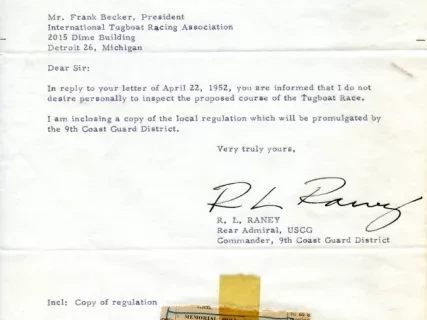 Mr. Frank Becker, President
International Tugboat Racing Association
2015 Dime Building
Detroit 26, Michigan
Dear Sir:
In reply to your letter of April 22, 1952, you are informed that I do not
desire personally to inspect the proposed course of the Tugboat Race.
I am inclosing a copy of the local regulation which will be promulgated by
the 9th Coast Guard District.
Very truly yours,
R L Raney
R. L. RANEY
Rear Admiral, USCG
Commander, 9th Coast Guard District
Incl: Copy of regulation
MEMORIAL